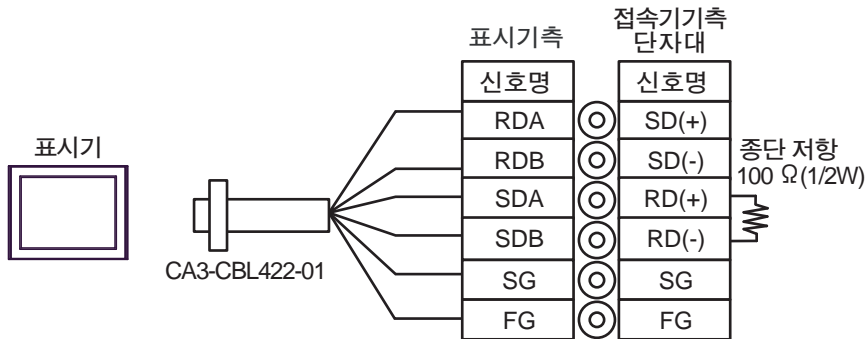 표시기
CA3-CBL422-01
표시기측
신호명
RDA
RDB
SDA
SDB
SG
FG
접속기기측
단자대
신호명
SD(+)
SD(-)
RD(+)
RD(-)
SG
FG
종단 저항
100 Ω(1/2W)